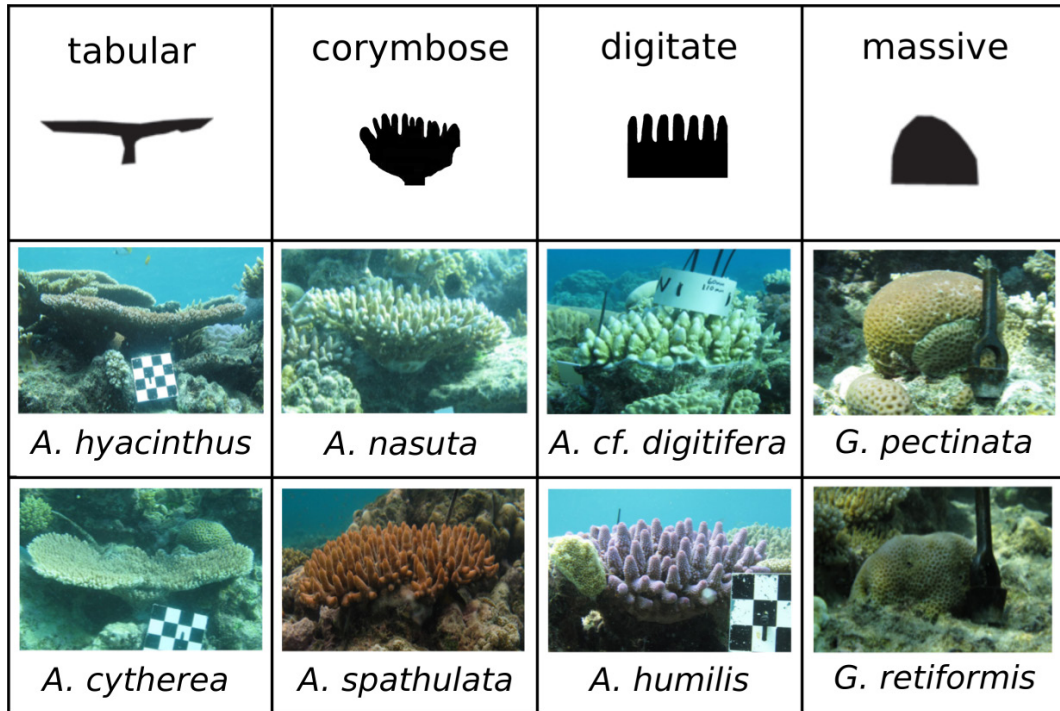 tabular
corymbose
digitate
massive
A. hyacinthus
A. nasuta
A. cf. digitifera
G. pectinata
A. cytherea
A. spathulata
A. humilis
G. retiformis